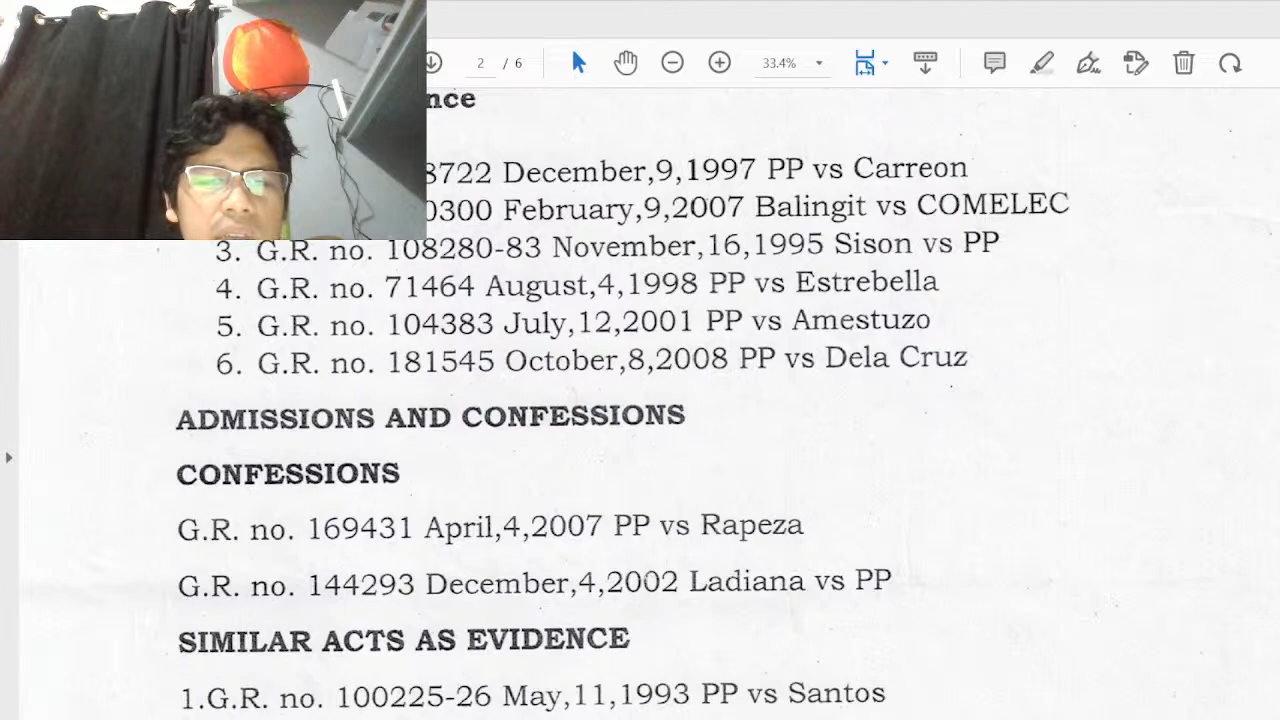 2 / 6
33.4%
nce
8722 December,9,1997 PP vs Carreon
0300 February,9,2007 Balingit vs COMELEC
3. G.R. no. 108280-83 November,16,1995 Sison vs PP
4. G.R. no. 71464 August,4,1998 PP vs Estrebella
5. G.R. no. 104383 July,12,2001 PP vs Amestuzo
6. G.R. no. 181545 October,8,2008 PP vs Dela Cruz
ADMISSIONS AND CONFESSIONS
CONFESSIONS
G.R. no. 169431 April,4,2007 PP vs Rapeza
G.R. no. 144293 December,4,2002 Ladiana vs PP
SIMILAR ACTS AS EVIDENCE
1.G.R. no. 100225-26 May,11,1993 PP vs Santos